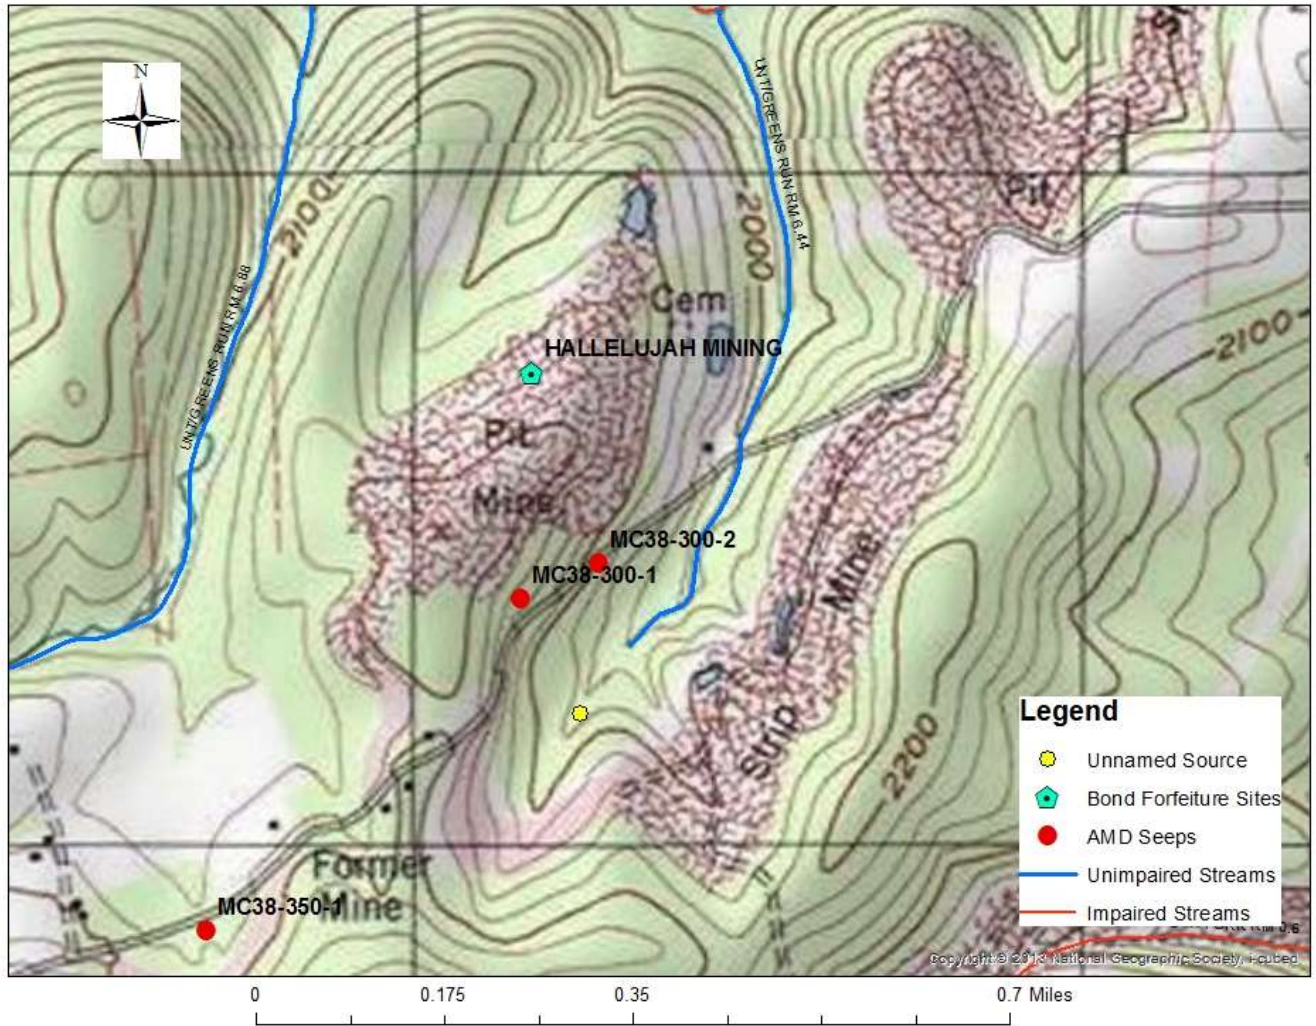 N
UNT/GREENS RUN RM 6.44
Pit
2100
2000
UNT/GREENS RUN RM 6.88
Cem
2100
HALLELUJAH MINING
Pit
Mine
MC38-300-2
MC38-300-1
Mine
Strip
2200
Former
Mine
MC38-350-1
Legend
Unnamed Source
Bond Forfeiture Sites
AMD Seeps
Unimpaired Streams
Impaired Streams
Copyright:© 2013 National Geographic Society, i-cubed
0 0.175 0.35 0.7 Miles